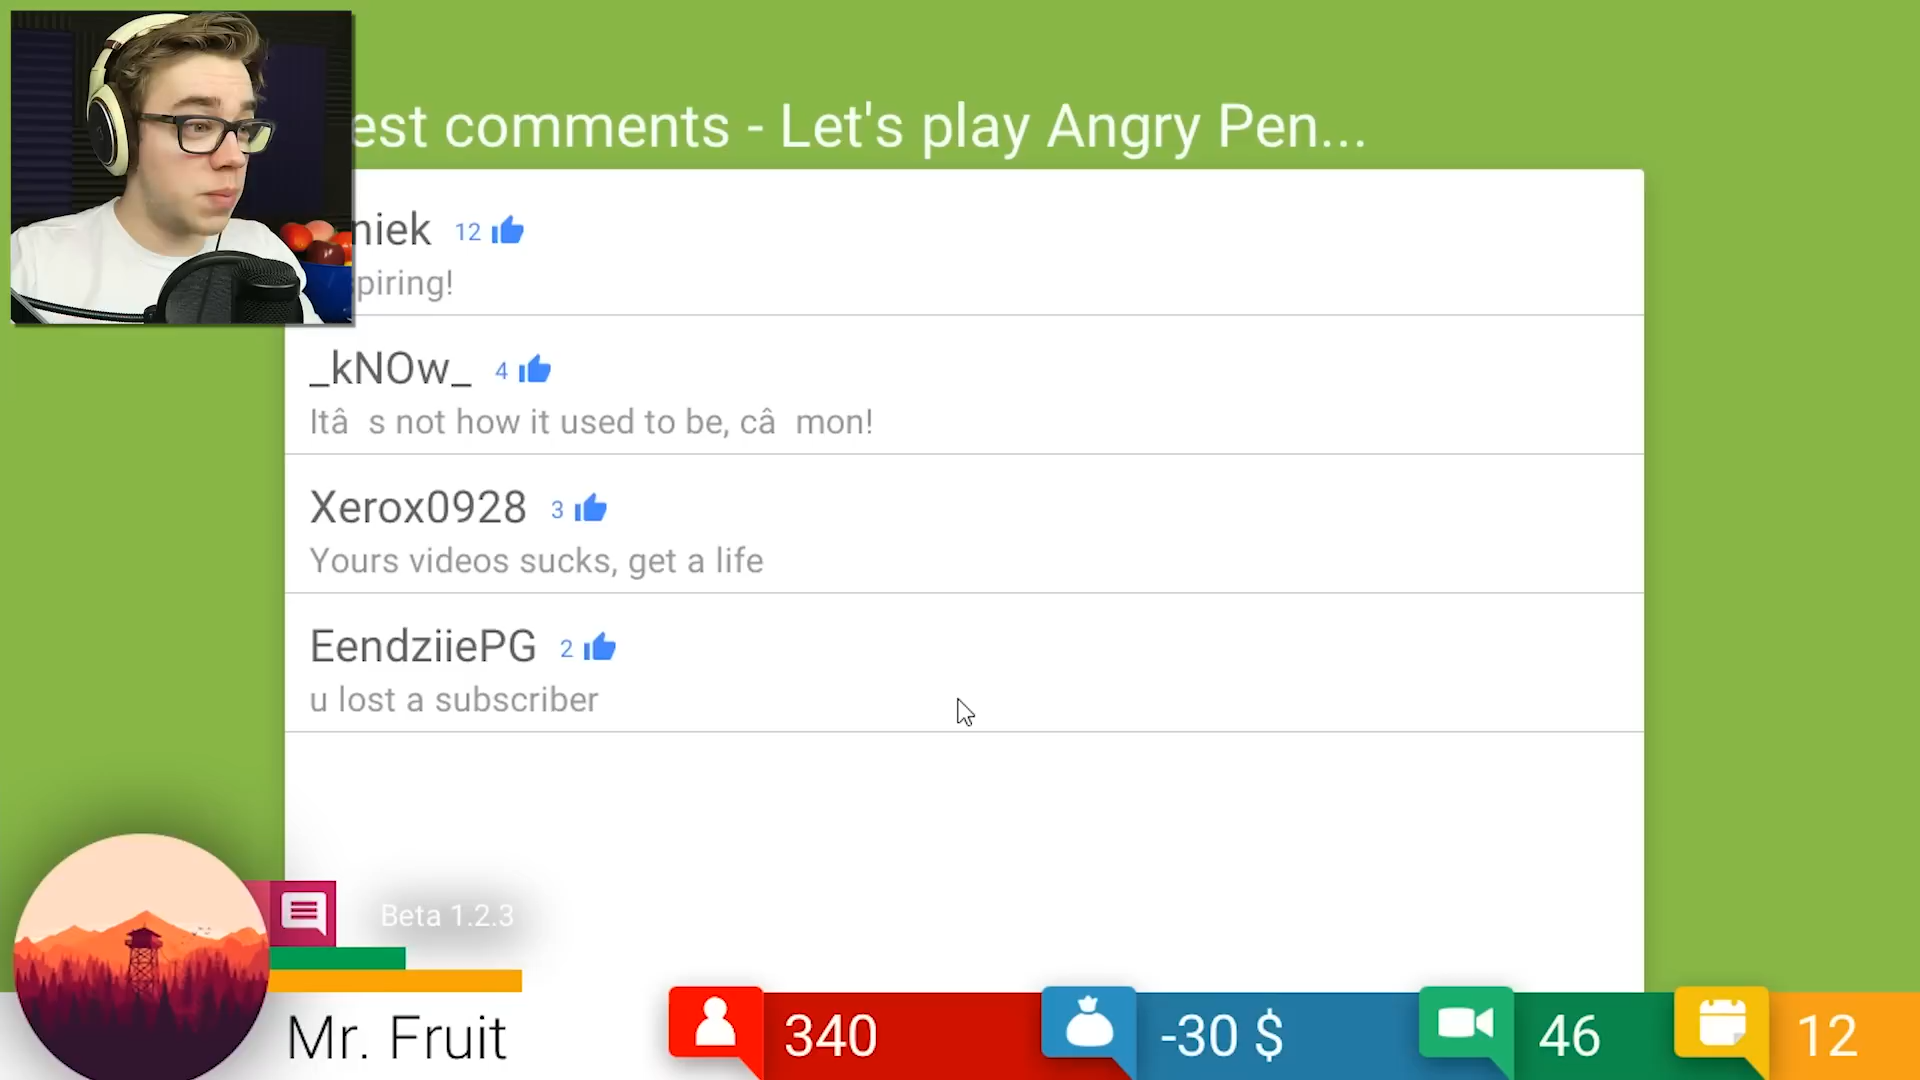 est comments - Let's play Angry Pen...
niek 12
piring!
_kNOw_ 4
Itâ s not how it used to be, câ mon!
Xerox0928 3
Yours videos sucks, get a life
EendziiePG 2
u lost a subscriber
Beta 1.2.3
Mr. Fruit
340
-30 $
46
12